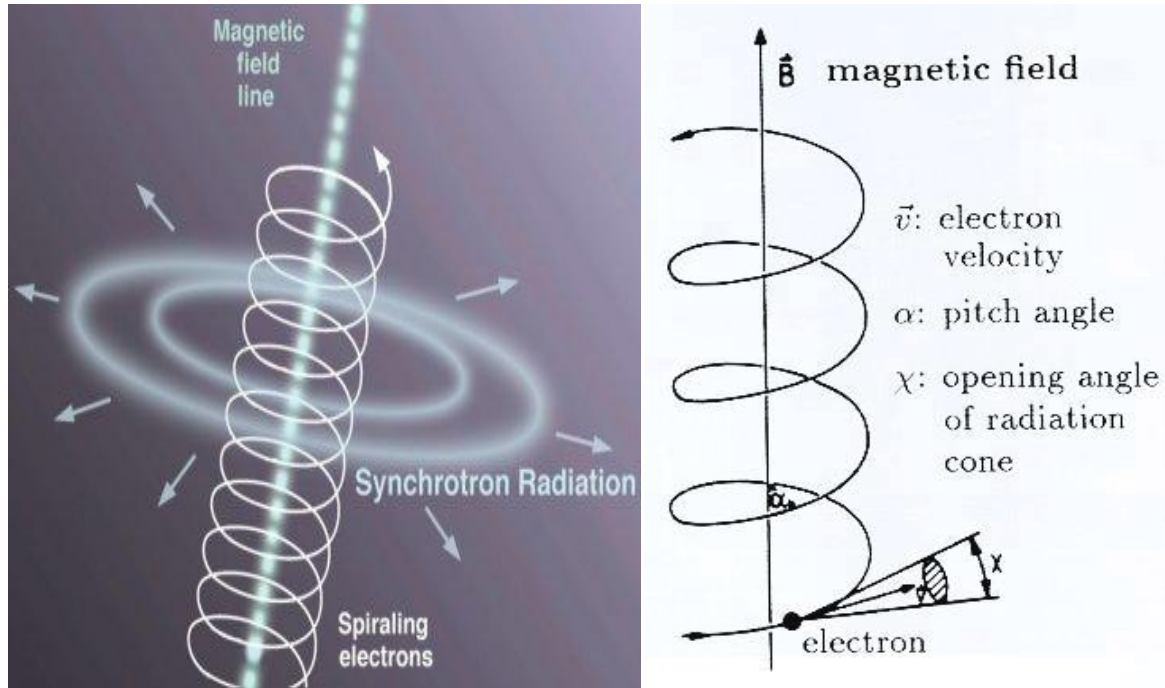 Magnetic
field
line
Synchrotron Radiation
Spiraling
electrons
B⃗ magnetic field
v⃗: electron
velocity
α: pitch angle
χ: opening angle
of radiation
cone
α
v⃗
χ
electron